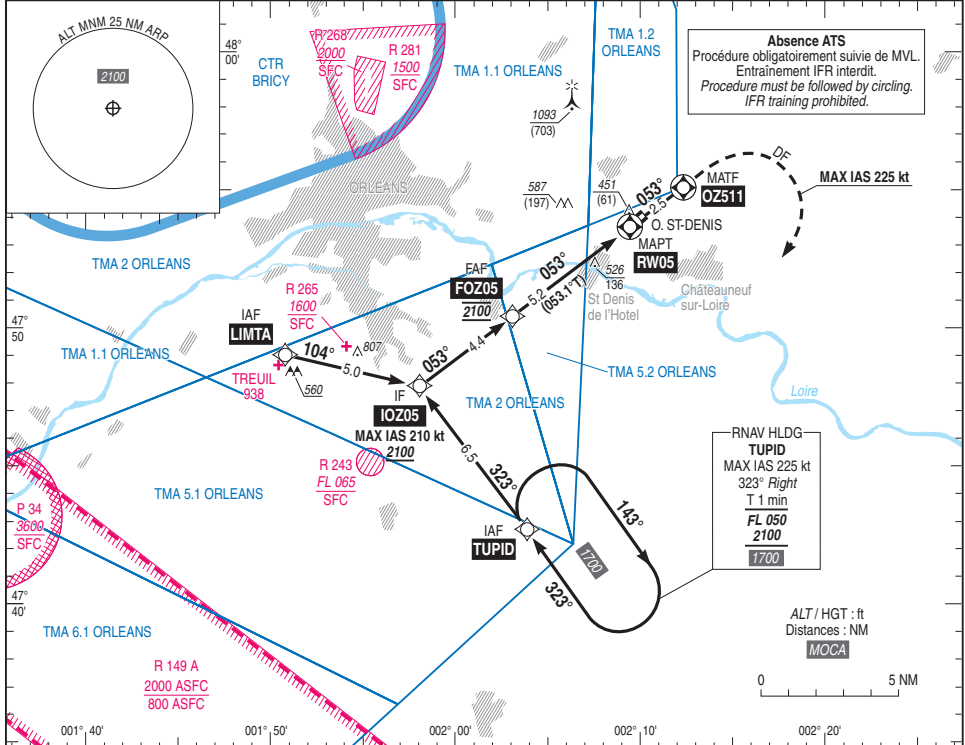 ALT MNM 25 NM ARP
2100
48°
00'
CTR
BRICY
R 268
2000
SFC
R 281
1500
SFC
TMA 1.1 ORLEANS
TMA 1.2
ORLEANS
Absence ATS
Procédure obligatoirement suivie de MVL.
Entraînement IFR interdit.
Procedure must be followed by circling.
IFR training prohibited.
1093
(703)
ORLEANS
587
(197)
451
(61)
053°
2.5
MATF
OZ511
DF
MAX IAS 225 kt
O. ST-DENIS
MAPT
RW05
TMA 2 ORLEANS
FAF
FOZ05
2100
053°
5.2
(053.1°T)
526
136
St Denis
de l'Hotel
Châteauneuf
sur-Loire
R 265
1600
SFC
IAF
LIMTA
47°
50
TMA 1.1 ORLEANS
104°
5.0
807
053°
4.4
TREUIL
938
560
IF
IOZ05
MAX IAS 210 kt
2100
TMA 2 ORLEANS
TMA 5.2 ORLEANS
Loire
6.5
323°
R 243
FL 065
SFC
TMA 5.1 ORLEANS
P 34
3600
SFC
IAF
TUPID
143°
323°
1700
RNAV HLDG
TUPID
MAX IAS 225 kt
323° Right
T 1 min
FL 050
2100
1700
47°
40'
TMA 6.1 ORLEANS
R 149 A
2000 ASFC
800 ASFC
ALT / HGT : ft
Distances : NM
MOCA
0
5 NM
001° 40'
001° 50'
002° 00'
002° 10'
002° 20'